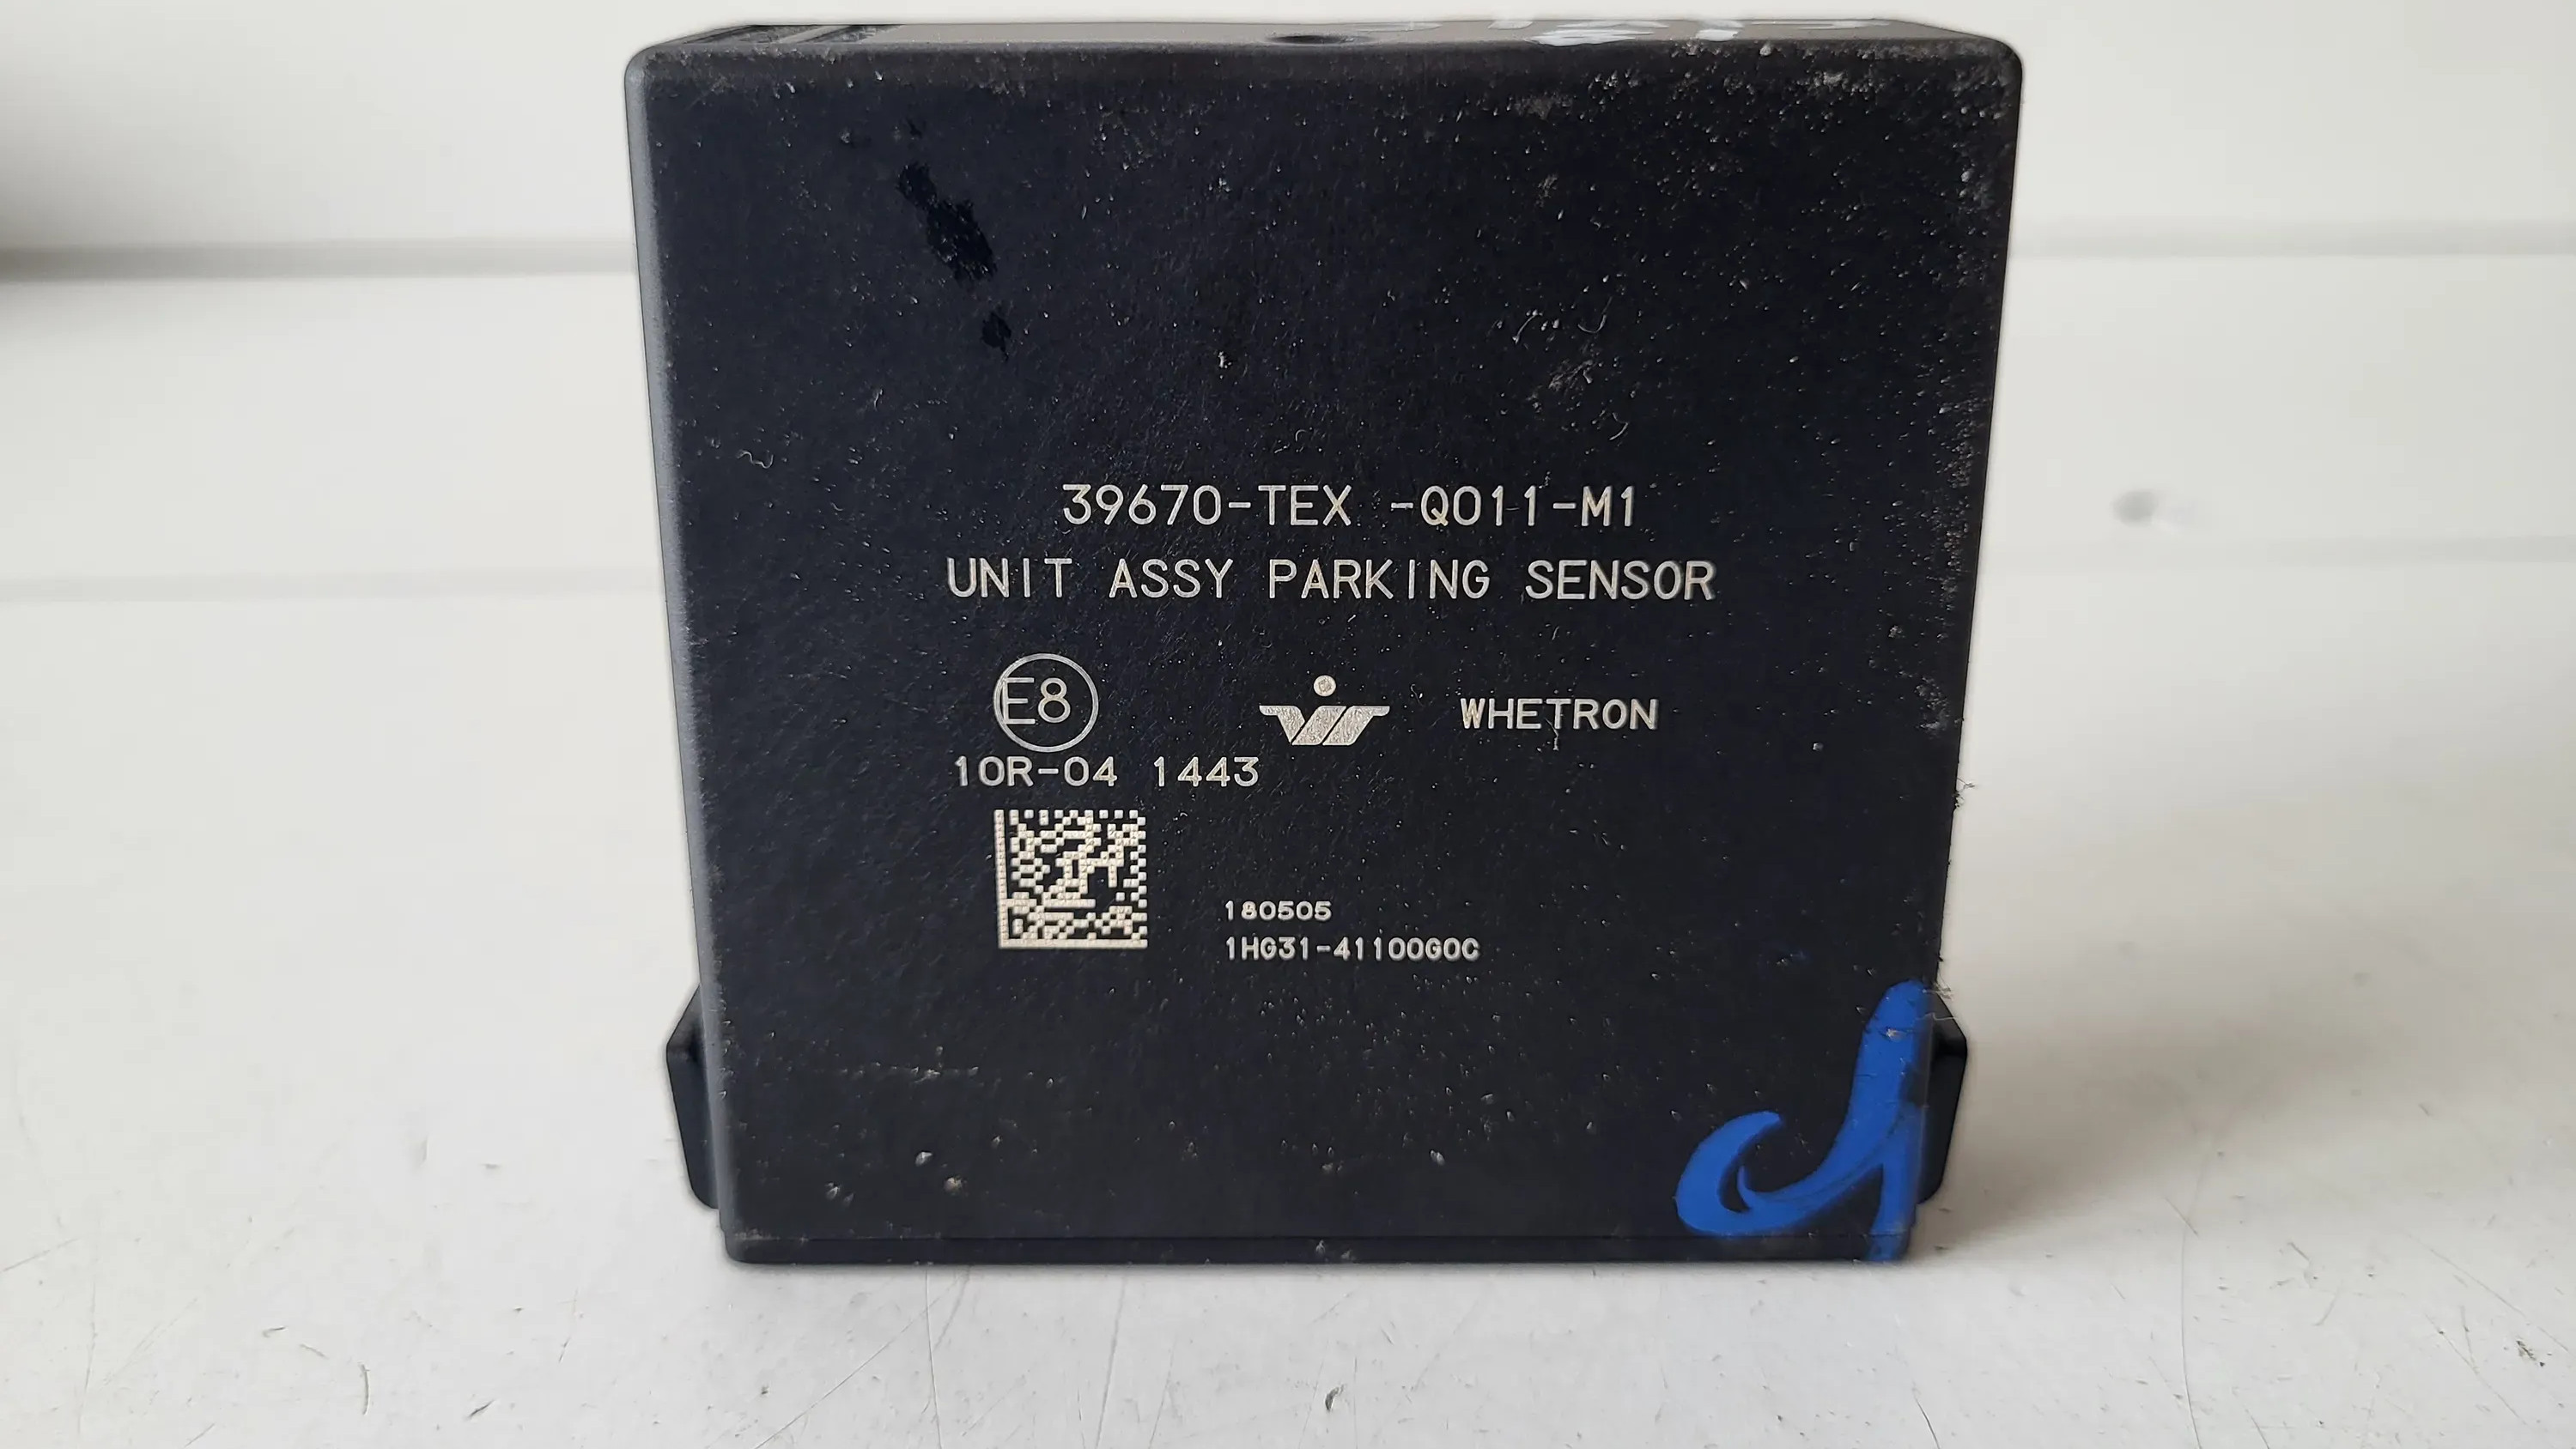 39670-TEX -Q011-M1
UNIT ASSY PARKING SENSOR
E8
WHETRON
10R-04 1443
180505
1HG31-41100G0C